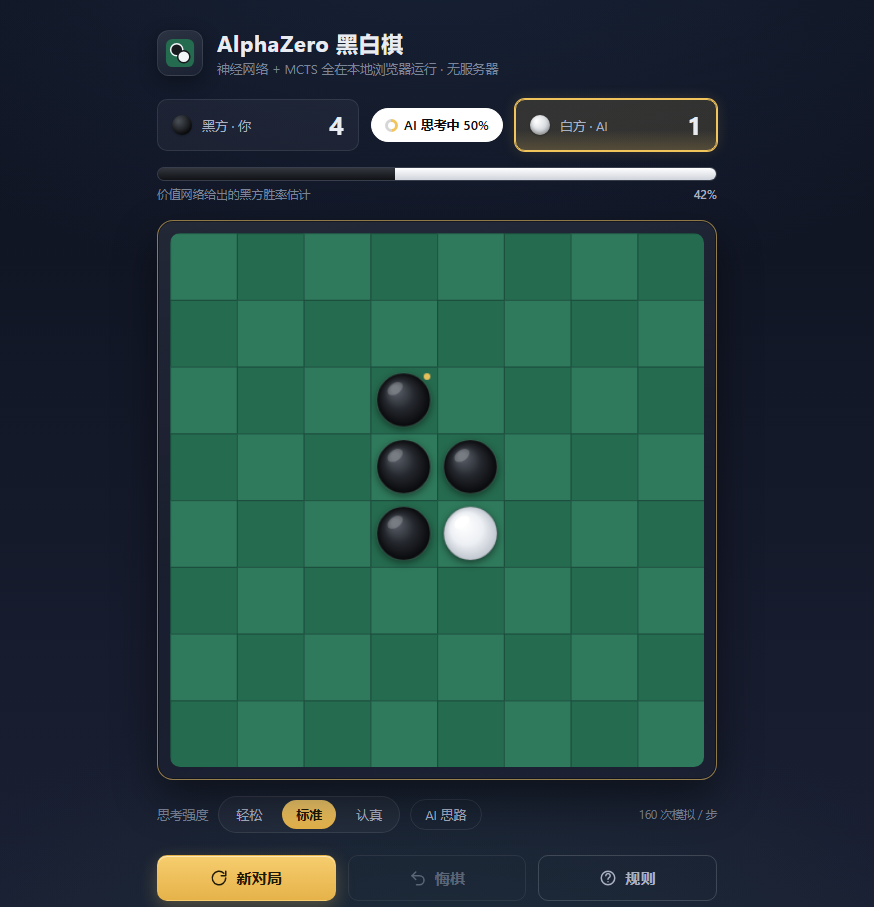 AlphaZero 黑白棋
神经网络 + MCTS 全在本地浏览器运行 · 无服务器
黑方 · 你
4
AI 思考中 50%
白方 · AI
1
价值网络给出的黑方胜率估计
42%
思考强度
轻松
标准
认真
AI 思路
160 次模拟 / 步
新对局
悔棋
规则